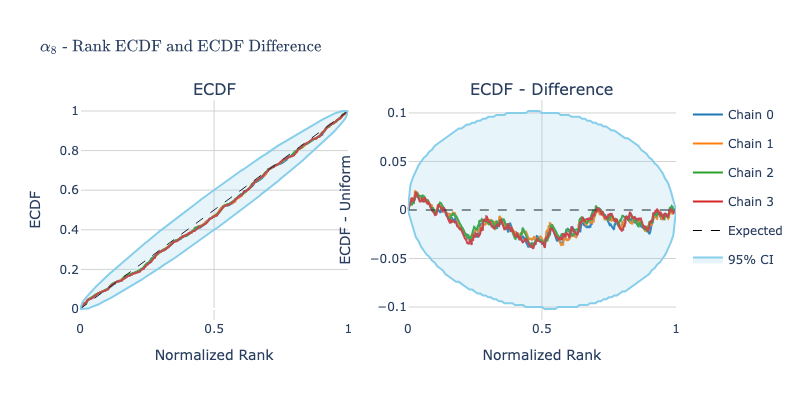 α₈ - Rank ECDF and ECDF Difference
ECDF
ECDF
1
0.8
0.6
0.4
0.2
0
0
0.5
1
Normalized Rank
ECDF - Difference
ECDF - Uniform
0.1
0.05
0
−0.05
−0.1
0
0.5
1
Normalized Rank
Chain 0
Chain 1
Chain 2
Chain 3
Expected
95% CI